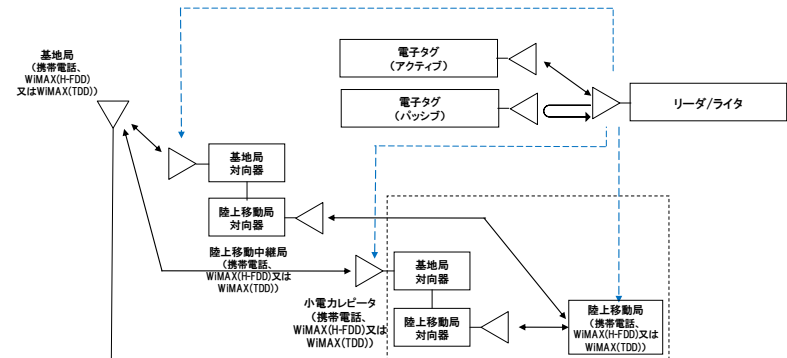 基地局
（携帯電話、
WiMAX(H-FDD)
又はWiMAX(TDD)）
電子タグ
（アクティブ）
電子タグ
（パッシブ）
リーダ/ライタ
基地局
対向器
陸上移動局
対向器
陸上移動中継局
（携帯電話、
WiMAX(H-FDD)又は
WiMAX(TDD)）
基地局
対向器
小電力レピータ
（携帯電話、
WiMAX(H-FDD)又は
WiMAX(TDD)）
陸上移動局
対向器
陸上移動局
（携帯電話、
WiMAX(H-FDD)又は
WiMAX(TDD)）